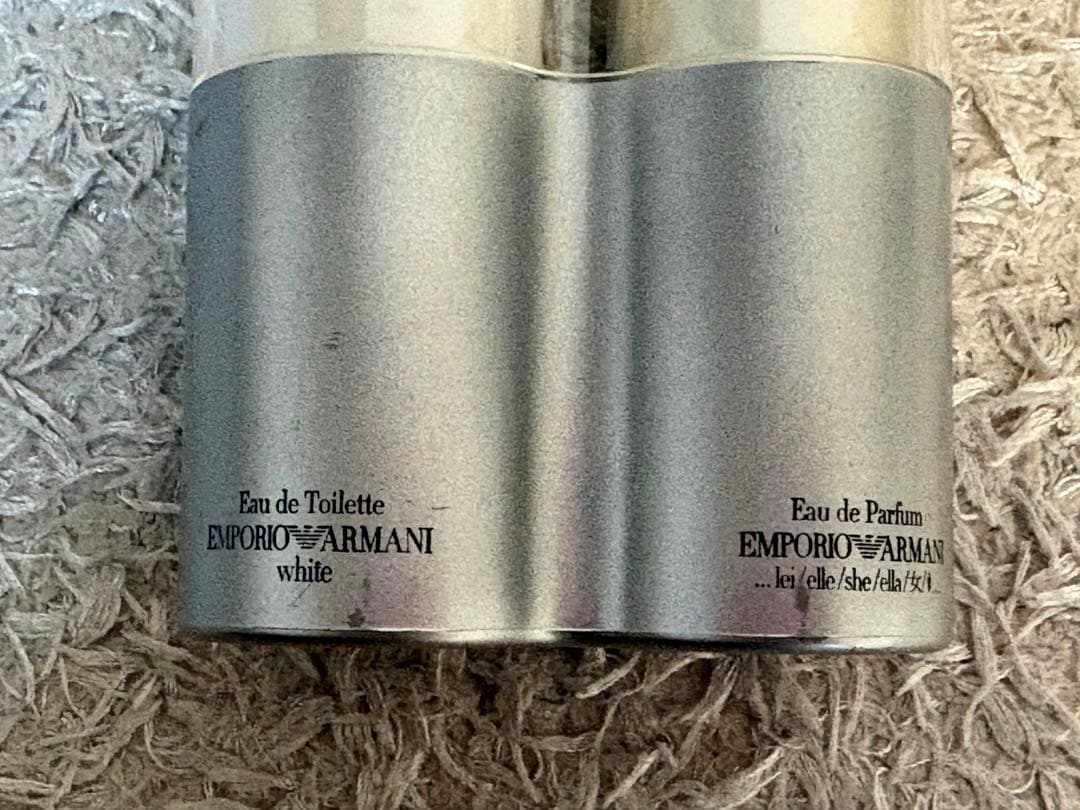 Eau de Toilette
EMPORIO ARMANI
white
Eau de Parfum
EMPORIO ARMANI
... lei/elle/she/ella/女/